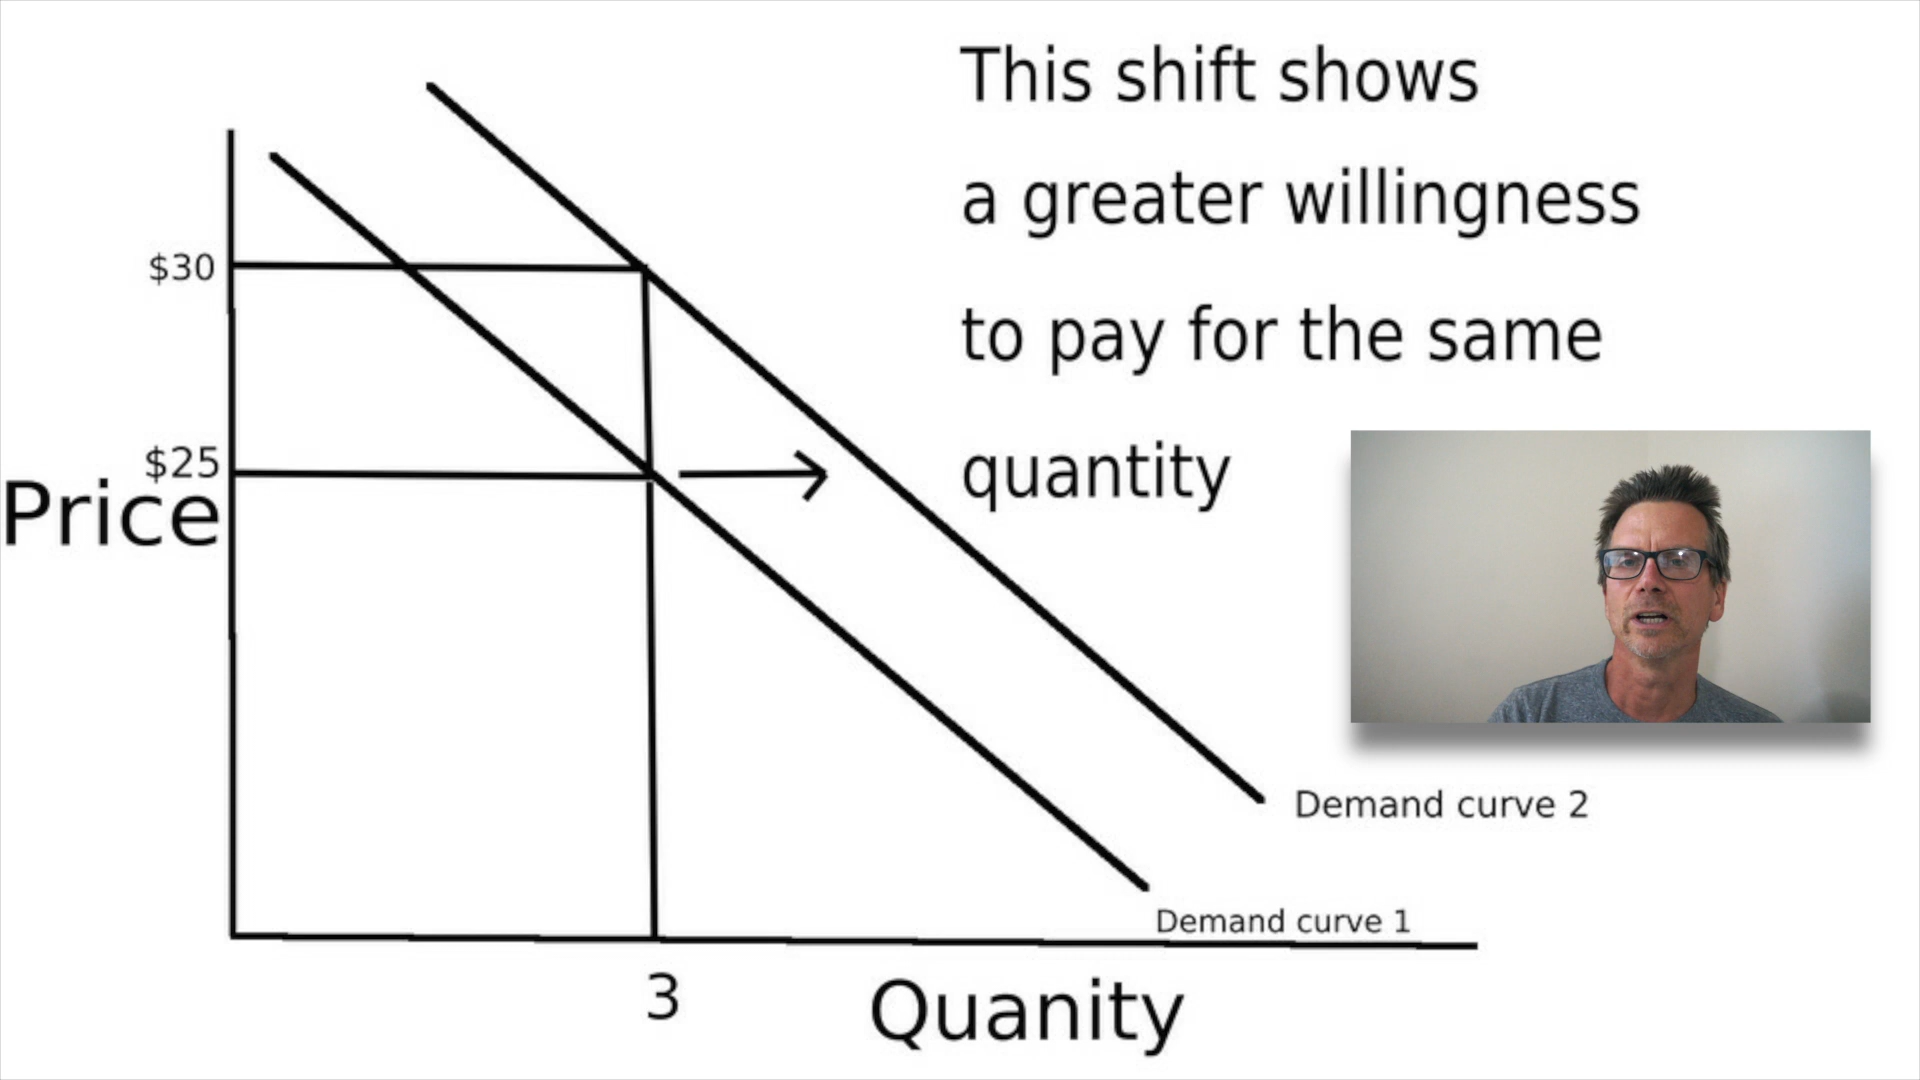 This shift shows
a greater willingness
to pay for the same
quantity
$30
$25
Price
Demand curve 2
Demand curve 1
3
Quanity